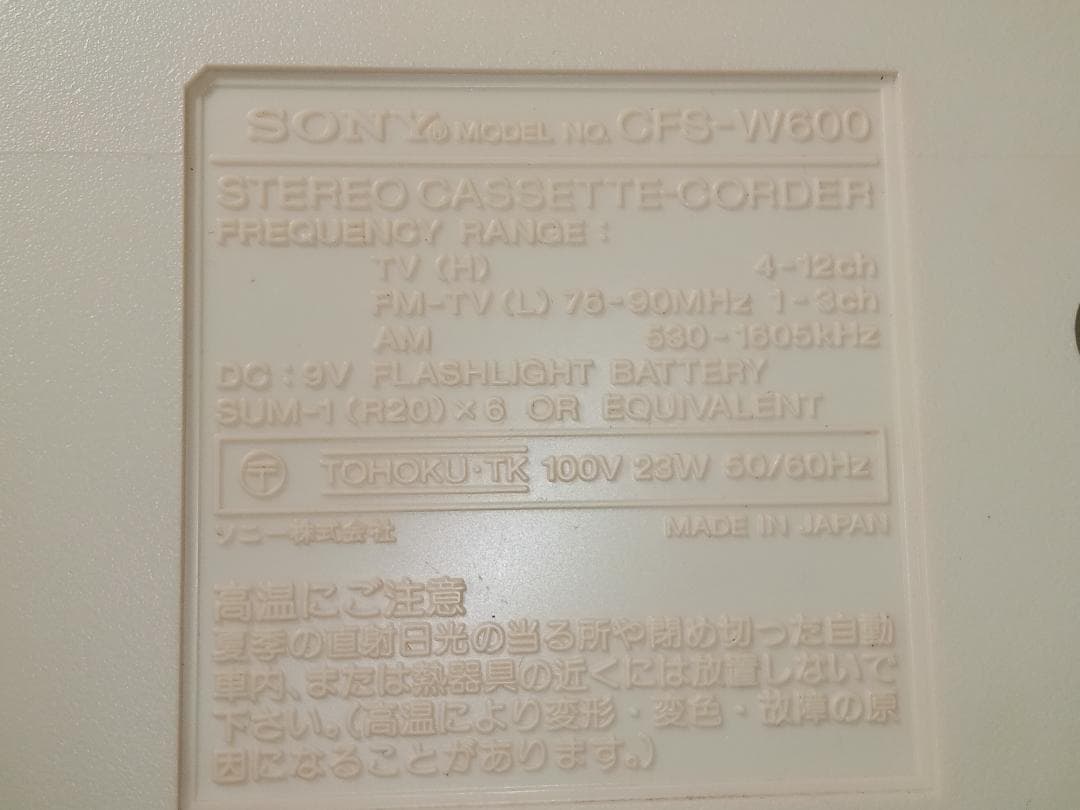 SONY® MODEL NO. CFS-W600
STEREO CASSETTE-CORDER
FREQUENCY RANGE :
TV (H) 4-12ch
FM-TV (L) 76-90MHz 1-3ch
AM 530-1605kHz
DC : 9V FLASHLIGHT BATTERY
SUM-1 (R20) × 6 OR EQUIVALENT
〒 TOHOKU·TK 100V 23W 50/60Hz
ソニー株式会社 MADE IN JAPAN
高温にご注意
夏季の直射日光の当る所や閉め切った自動
車内、または熱器具の近くには放置しないで
下さい。(高温により変形・変色・故障の原
因になることがあります。)